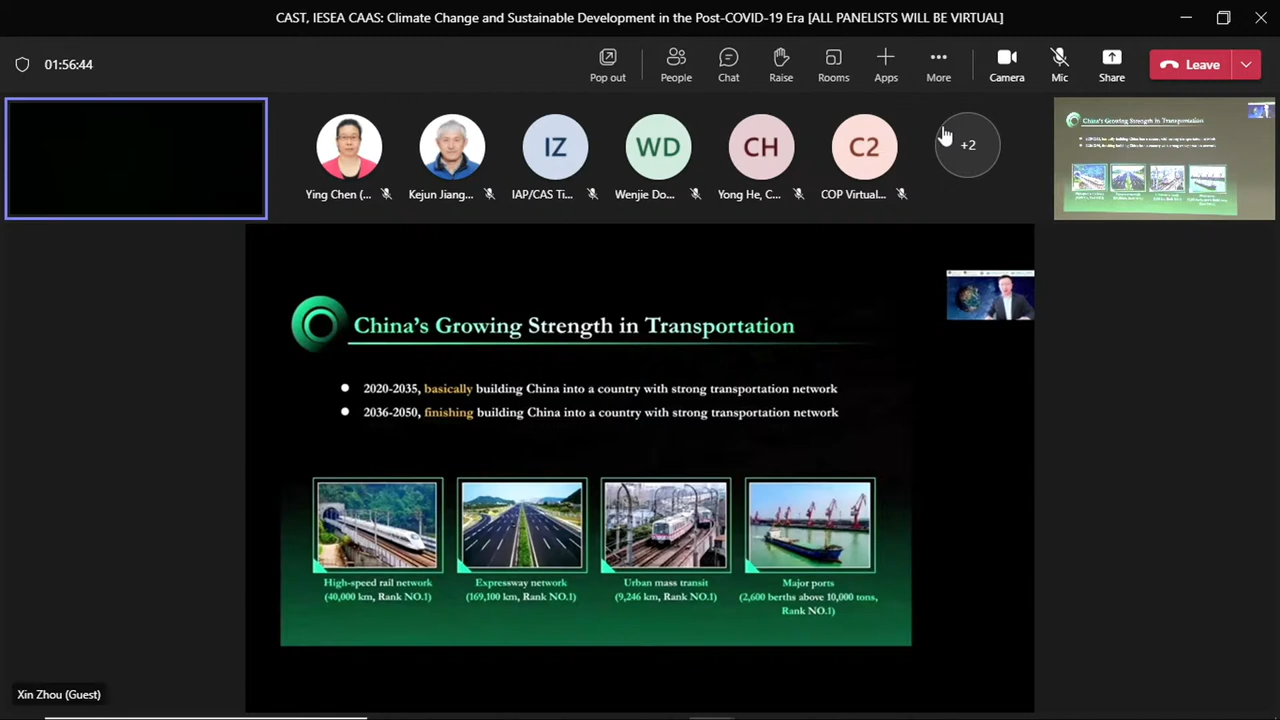 CAST, IESEA CAAS: Climate Change and Sustainable Development in the Post-COVID-19 Era [ALL PANELISTS WILL BE VIRTUAL]
01:56:44
Pop out
People
Chat
Raise
Rooms
Apps
More
Camera
Mic
Share
Leave
IZ
WD
CH
C2
+2
Ying Chen (...
Kejun Jiang...
IAP/CAS Ti...
Wenjie Do...
Yong He, C...
COP Virtual...
China's Growing Strength in Transportation
China's Growing Strength in Transportation
2020-2035, basically building China into a country with strong transportation network
2036-2050, finishing building China into a country with strong transportation network
High-speed rail network
(40,000 km, Rank NO.1)
Expressway network
(169,100 km, Rank NO.1)
Urban mass transit
(9,246 km, Rank NO.1)
Major ports
(2,600 berths above 10,000 tons,
Rank NO.1)
Xin Zhou (Guest)